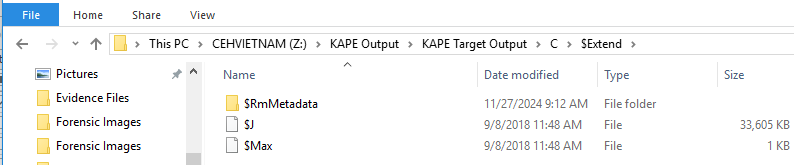 File Home Share View
This PC CEHVIETNAM (Z:) KAPE Output KAPE Target Output C $Extend
Name Date modified Type Size
Pictures
Evidence Files
Forensic Images
Forensic Images
$RmMetadata 11/27/2024 9:12 AM File folder
$J 9/8/2018 11:48 AM File 33,605 KB
$Max 9/8/2018 11:48 AM File 1 KB